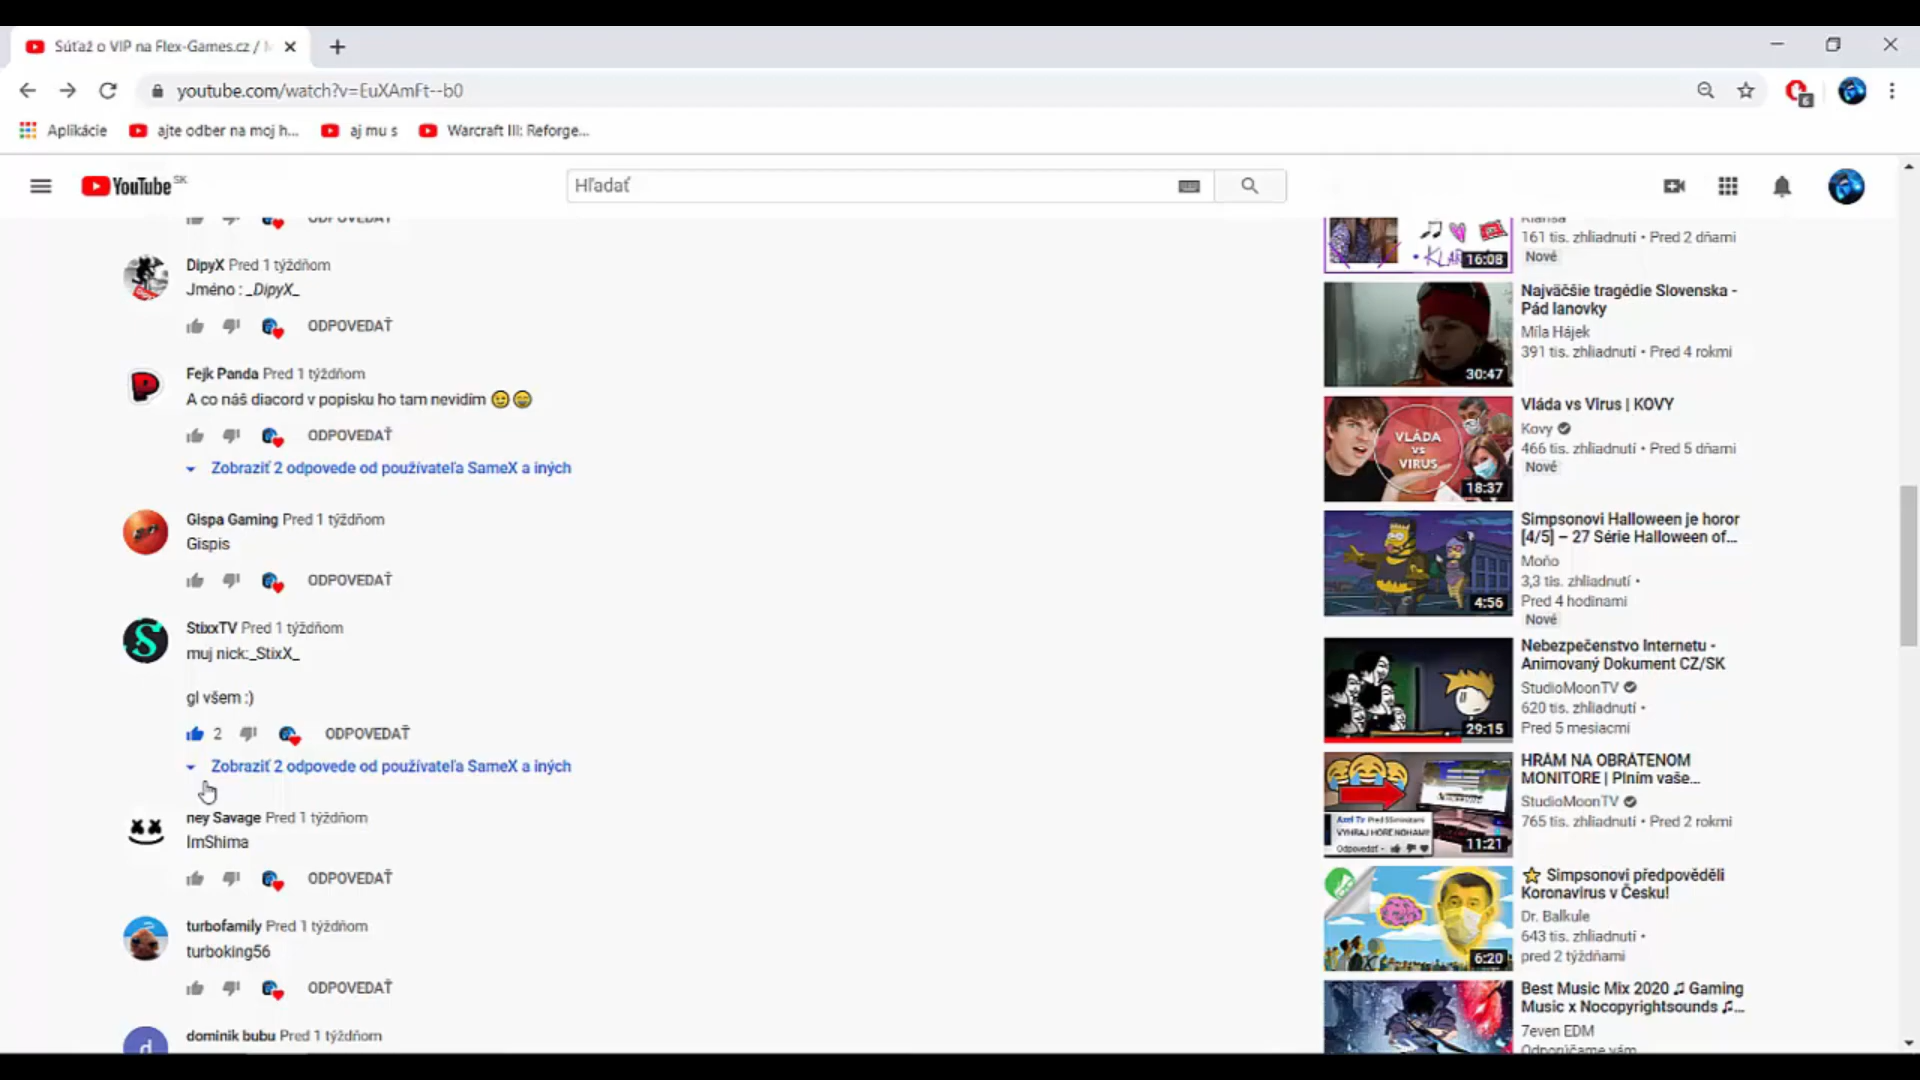 Súťaž o VIP na Flex-Games.cz /
youtube.com/watch?v=EuXAmFt--b0
Aplikácie
ajte odber na moj h...
aj mu s
Warcraft III: Reforge...
YouTube SK
Hľadať
ODPOVEDAŤ
DipyX Pred 1 týždňom
Jméno : _DipyX_
ODPOVEDAŤ
Fejk Panda Pred 1 týždňom
A co náš diacord v popisku ho tam nevidím 😉😁
ODPOVEDAŤ
Zobraziť 2 odpovede od používateľa SameX a iných
Gispa Gaming Pred 1 týždňom
Gispis
ODPOVEDAŤ
StixxTV Pred 1 týždňom
muj nick:_StixX_
gl všem :)
2 ODPOVEDAŤ
Zobraziť 2 odpovede od používateľa SameX a iných
ney Savage Pred 1 týždňom
ImShima
ODPOVEDAŤ
turbofamily Pred 1 týždňom
turboking56
ODPOVEDAŤ
d
dominik bubu Pred 1 týždňom
16:08
Klarisa
161 tis. zhliadnutí • Pred 2 dňami
Nové
30:47
Najväčšie tragédie Slovenska -
Pád lanovky
Míla Hájek
391 tis. zhliadnutí • Pred 4 rokmi
VLÁDA
vs
VIRUS
18:37
Vláda vs Virus | KOVY
Kovy
466 tis. zhliadnutí • Pred 5 dňami
Nové
4:56
Simpsonovi Halloween je horor
[4/5] – 27 Série Halloween of...
Moňo
3,3 tis. zhliadnutí •
Pred 4 hodinami
Nové
29:15
Nebezpečenstvo Internetu -
Animovaný Dokument CZ/SK
StudioMoonTV
620 tis. zhliadnutí •
Pred 5 mesiacmi
VYHRAJ HORE NOHAMI!
Odpovedať
11:21
HRÁM NA OBRÁTENOM
MONITORE | Plním vaše...
StudioMoonTV
765 tis. zhliadnutí • Pred 2 rokmi
6:20
⭐ Simpsonovi předpověděli
Koronavirus v Česku!
Dr. Balkule
643 tis. zhliadnutí •
pred 2 týždňami
Best Music Mix 2020 ♫ Gaming
Music x Nocopyrightsounds ♫...
7even EDM
Odporúčame vám